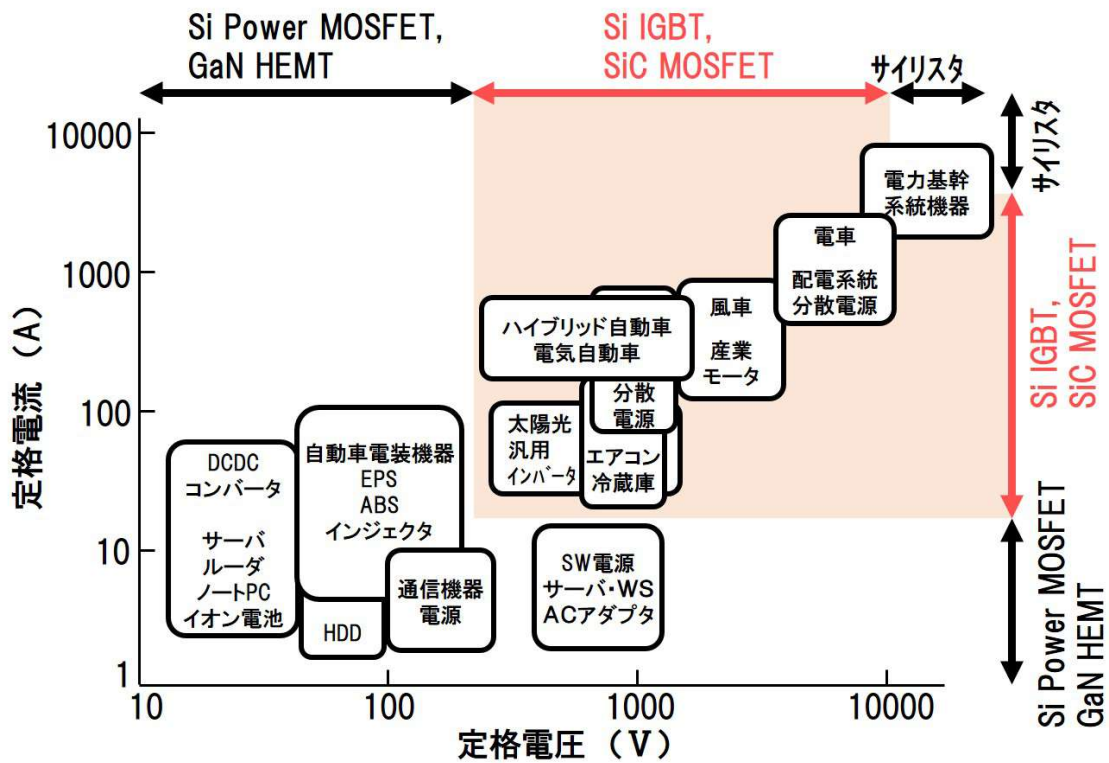 Si Power MOSFET,
GaN HEMT
Si IGBT,
SiC MOSFET
サイリスタ
サイリスタ
Si IGBT,
SiC MOSFET
Si Power MOSFET
GaN HEMT
定格電流（A）
10000
1000
100
10
1
電力基幹
系統機器
電車
配電系統
分散電源
風車
産業
モータ
ハイブリッド自動車
電気自動車
分散
電源
太陽光
汎用
インバータ
エアコン
冷蔵庫
DCDC
コンバータ
サーバ
ルーダ
ノートPC
イオン電池
自動車電装機器
EPS
ABS
インジェクタ
HDD
通信機器
電源
SW電源
サーバ・WS
ACアダプタ
10
100
1000
10000
定格電圧（V）